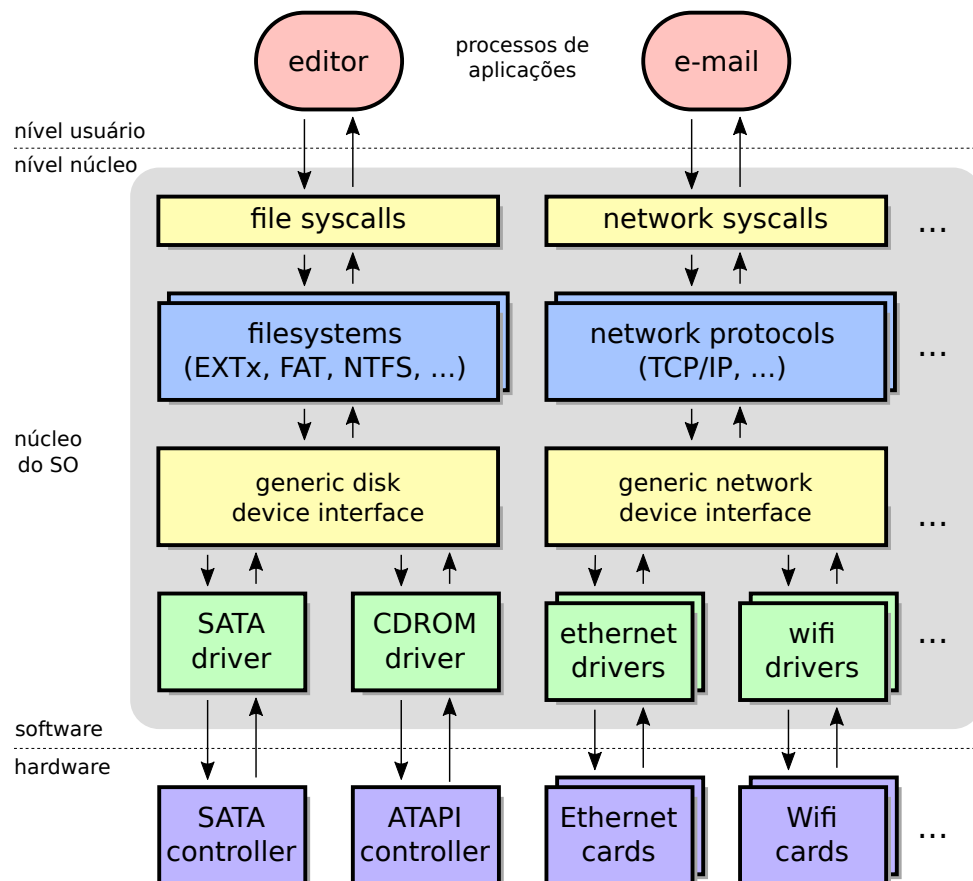 editor
processos de
aplicações
e-mail
nível usuário
nível núcleo
file syscalls
network syscalls
...
filesystems
(EXTx, FAT, NTFS, ...)
network protocols
(TCP/IP, ...)
...
núcleo
do SO
generic disk
device interface
generic network
device interface
...
SATA
driver
CDROM
driver
ethernet
drivers
wifi
drivers
...
software
hardware
SATA
controller
ATAPI
controller
Ethernet
cards
Wifi
cards
...